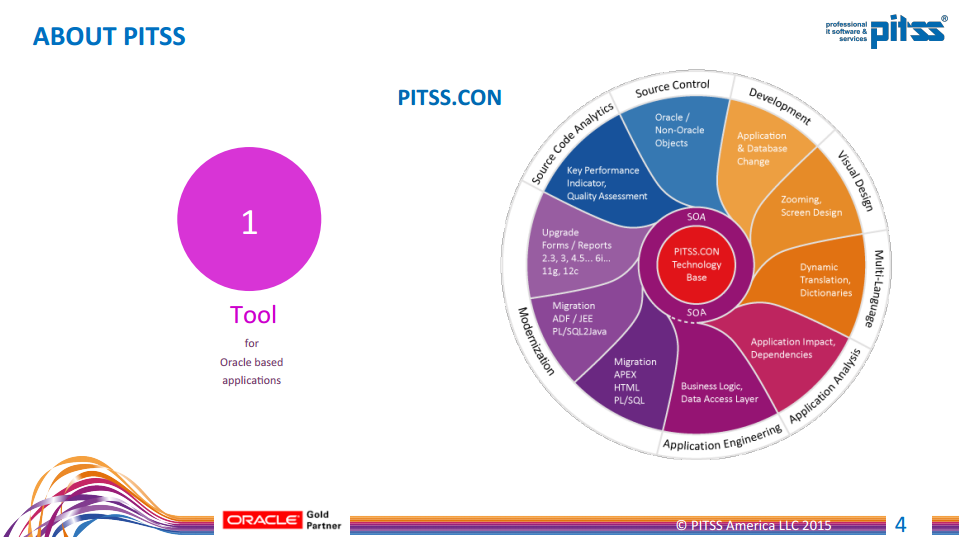 ABOUT PITSS
professional
it software &
services
pitss®
PITSS.CON
1
Tool
for
Oracle based
applications
Source Control
Development
Visual Design
Multi-Language
Application Analysis
Application Engineering
Modernization
Source Code Analytics
Oracle /
Non-Oracle
Objects
Application
& Database
Change
Zooming,
Screen Design
Dynamic
Translation,
Dictionaries
Application Impact,
Dependencies
Business Logic,
Data Access Layer
Migration
APEX
HTML
PL/SQL
Migration
ADF / JEE
PL/SQL2Java
Upgrade
Forms / Reports
2.3, 3, 4.5... 6i...
11g, 12c
Key Performance
Indicator,
Quality Assessment
SOA
PITSS.CON
Technology
Base
SOA
ORACLE
Gold
Partner
© PITSS America LLC 2015
4